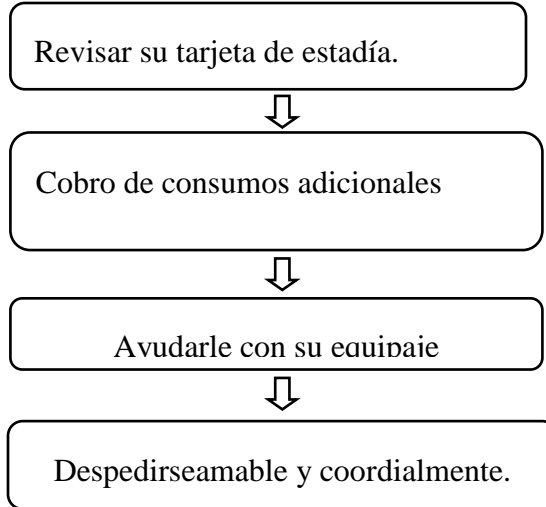 Revisar su tarjeta de estadía.
Cobro de consumos adicionales
Ayudarle con su equipaje
Despedirseamable y coordialmente.